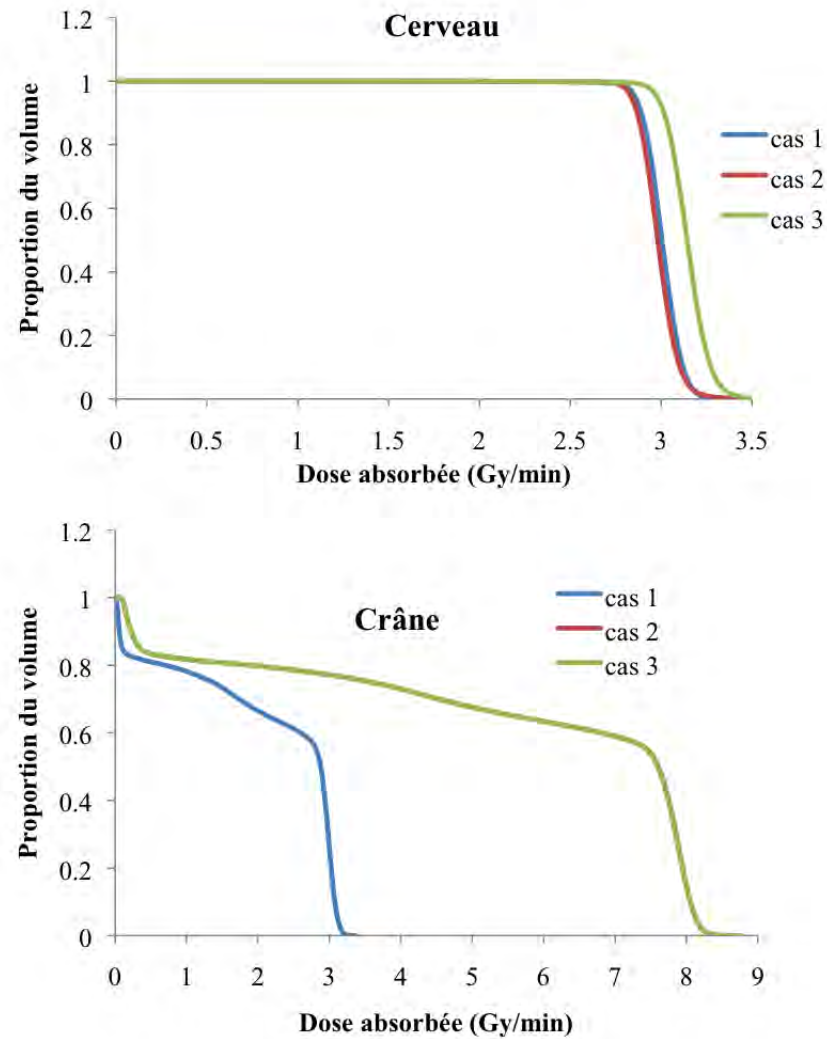 Cerveau
1.2
1
0.8
0.6
0.4
0.2
0
Proportion du volume
cas 1
cas 2
cas 3
0 0.5 1 1.5 2 2.5 3 3.5
Dose absorbée (Gy/min)
Crâne
1.2
1
0.8
0.6
0.4
0.2
0
Proportion du volume
cas 1
cas 2
cas 3
0 1 2 3 4 5 6 7 8 9
Dose absorbée (Gy/min)